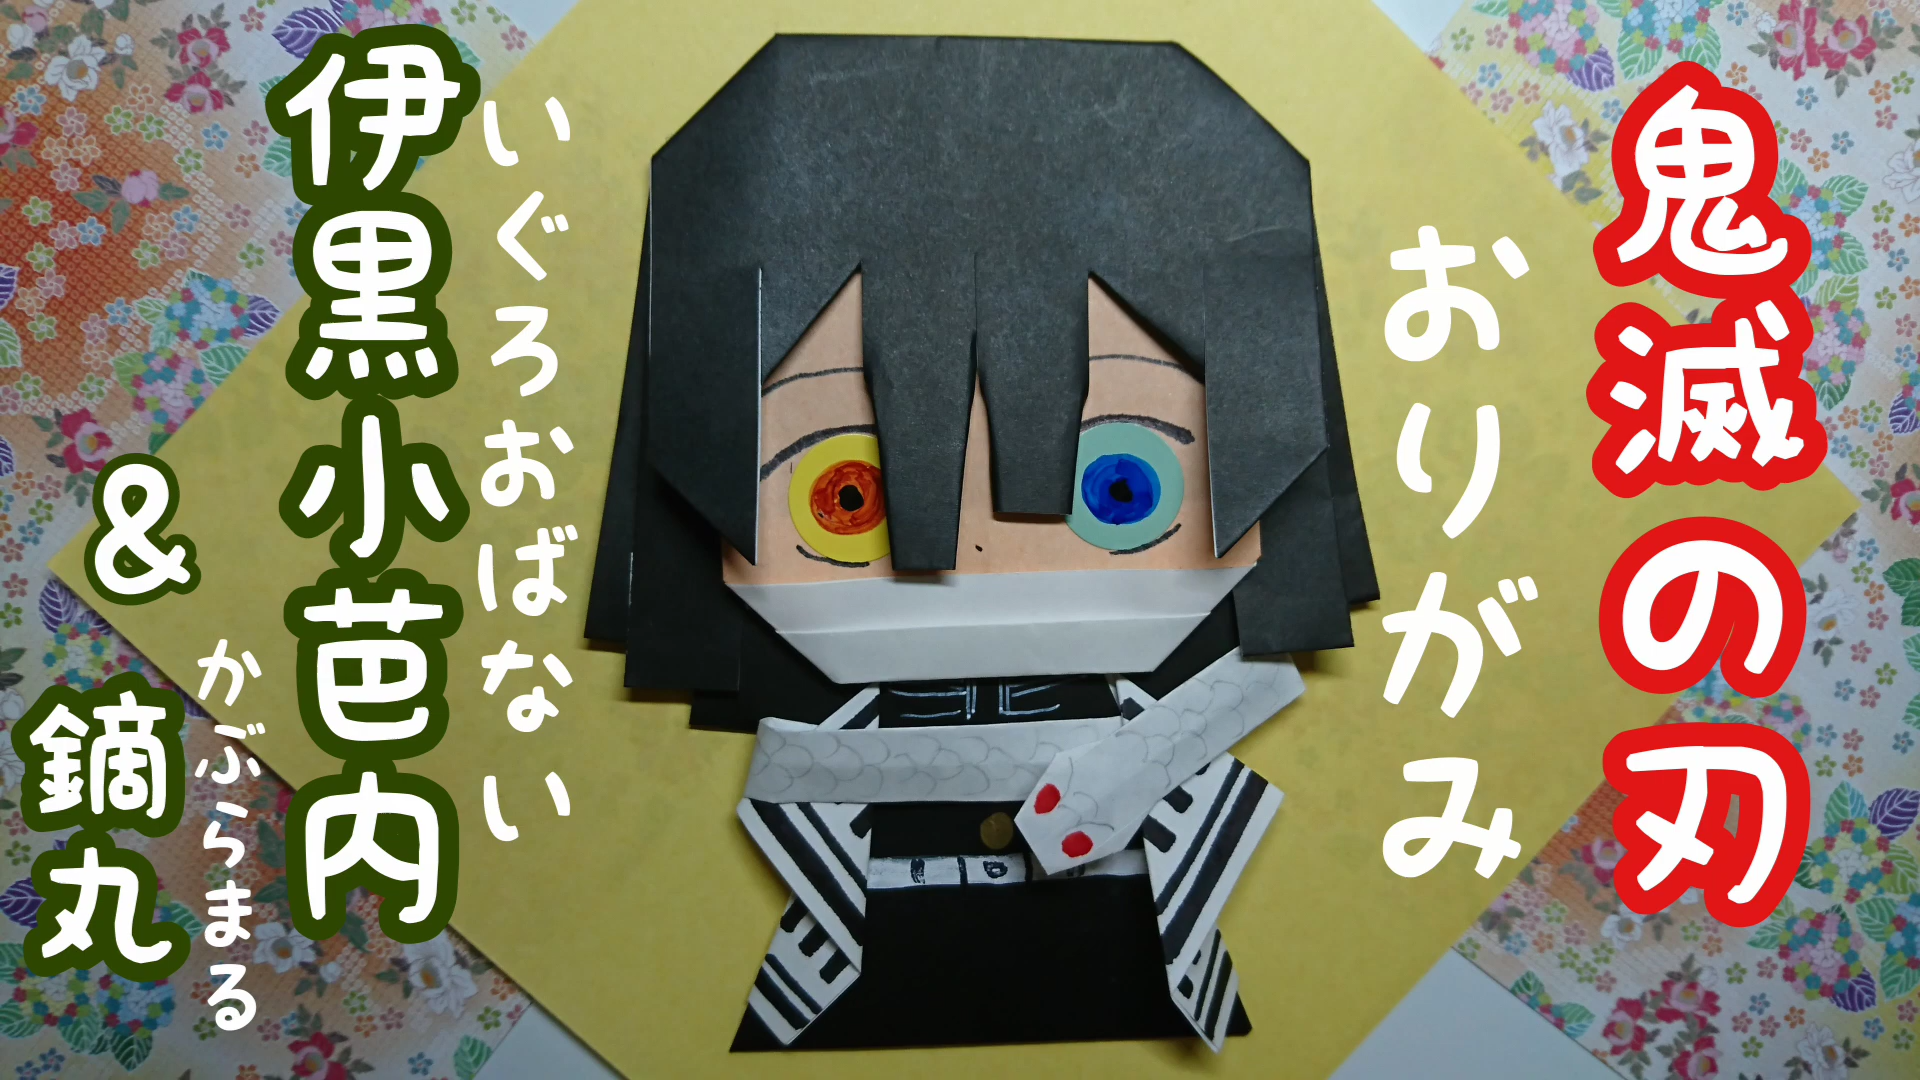 鬼滅の刃
おりがみ
いぐろおばない
伊黒小芭内
&
かぶらまる
鏑丸